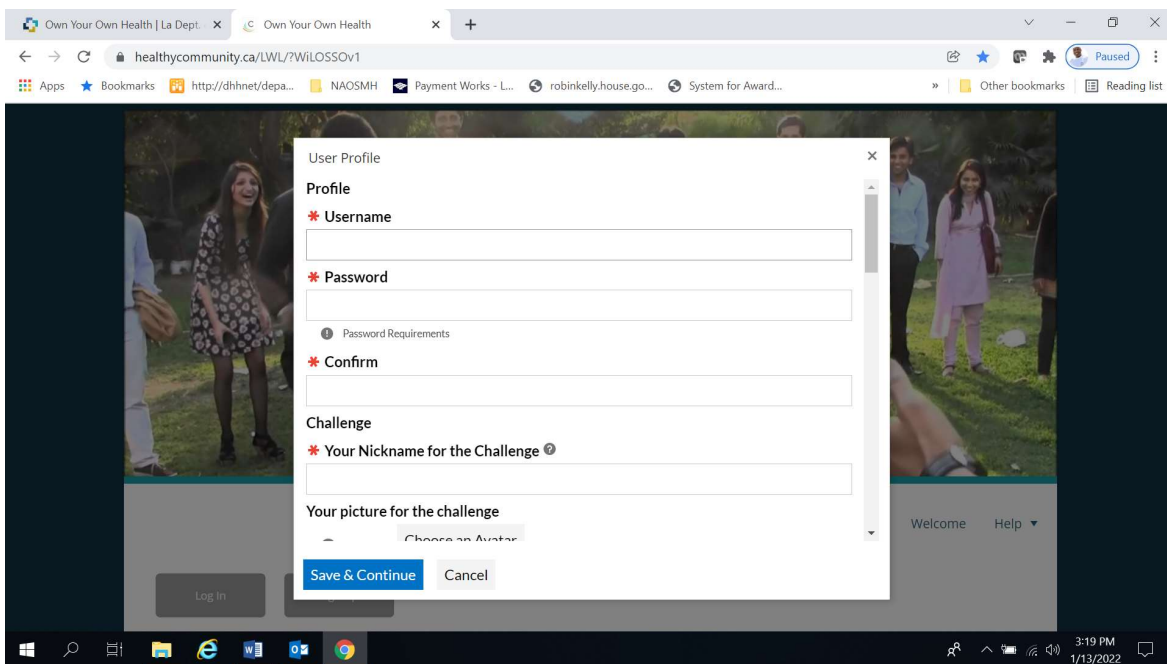 Own Your Own Health | La Dept.
Own Your Own Health
healthycommunity.ca/LWL/?WiLOSSOv1
Paused
Apps
Bookmarks
http://dhhnet/depa...
NAOSMH
Payment Works - L...
robinkelly.house.go...
System for Award...
»
Other bookmarks
Reading list
User Profile
Profile
* Username
* Password
Password Requirements
* Confirm
Challenge
* Your Nickname for the Challenge
Your picture for the challenge
Choose an Avatar
Save & Continue
Cancel
Welcome
Help
Log In
3:19 PM
1/13/2022